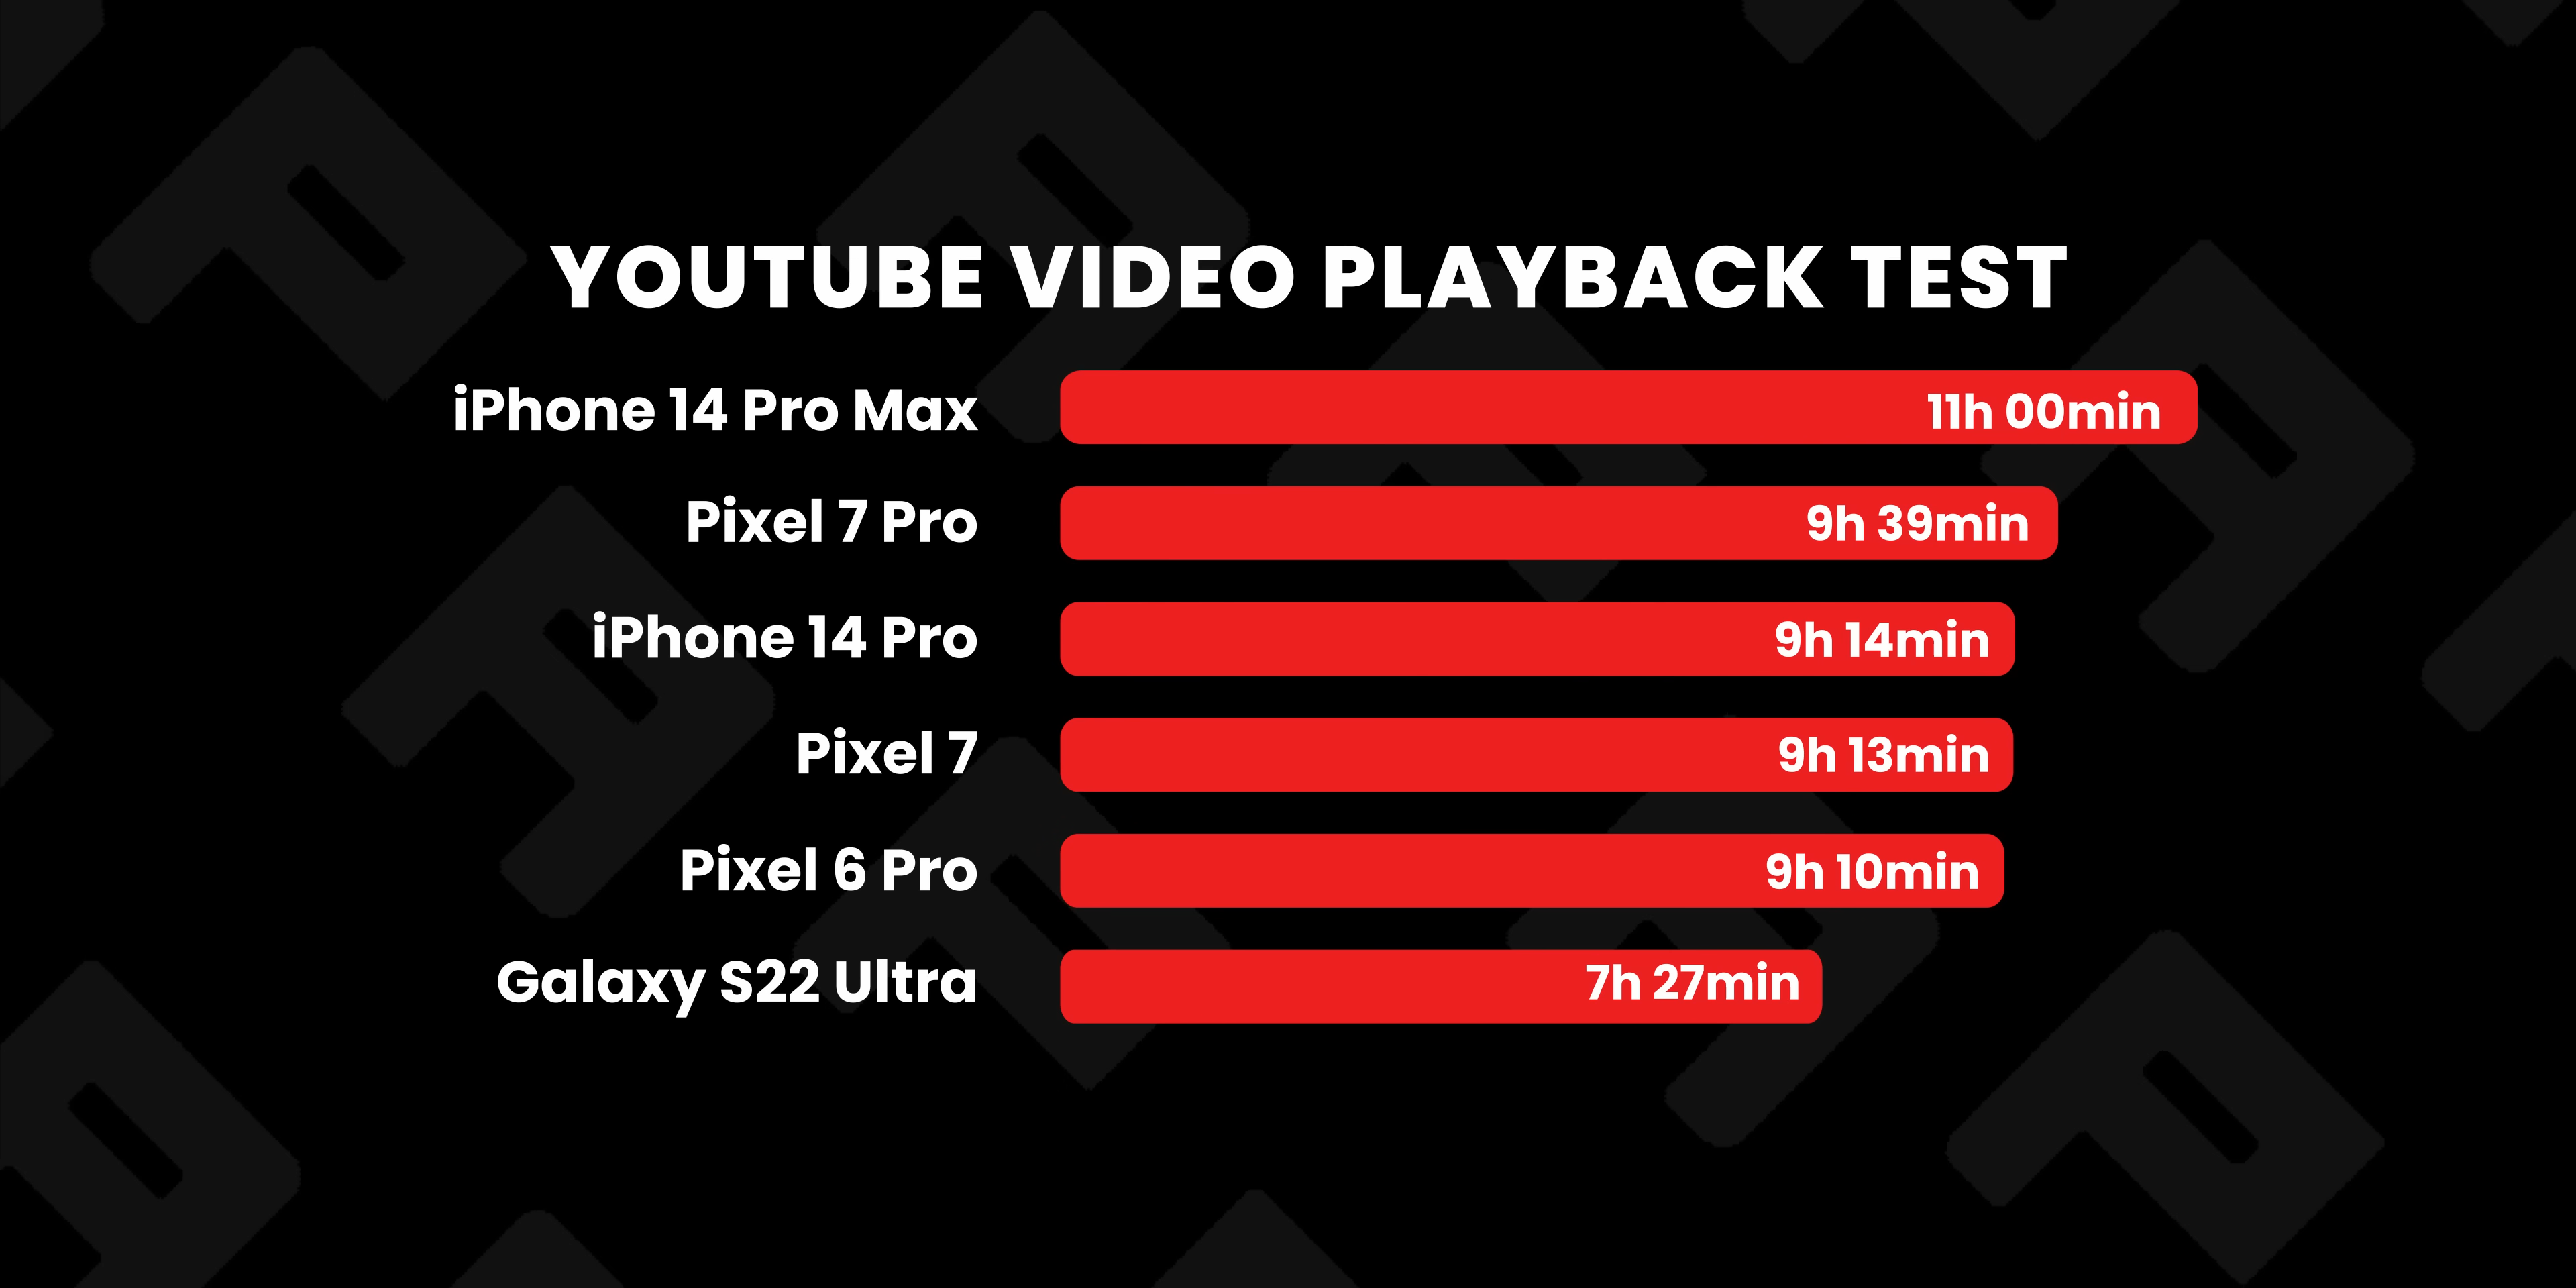 YOUTUBE VIDEO PLAYBACK TEST
iPhone 14 Pro Max 11h 00min
Pixel 7 Pro 9h 39min
iPhone 14 Pro 9h 14min
Pixel 7 9h 13min
Pixel 6 Pro 9h 10min
Galaxy S22 Ultra 7h 27min